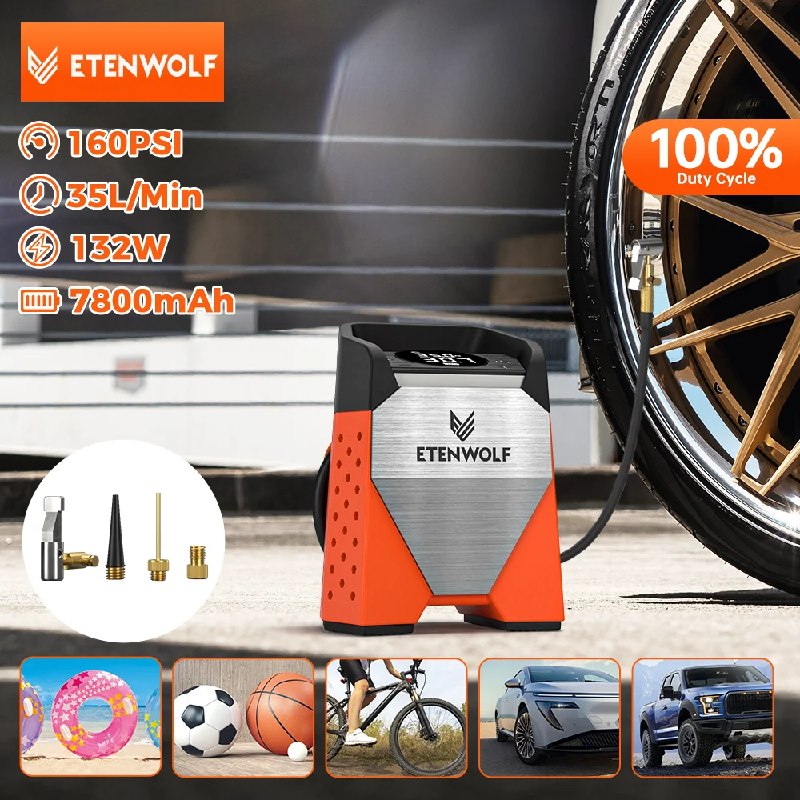 ETENWOLF
160PSI
35L/Min
132W
7800mAh
100%
Duty Cycle
ETENWOLF